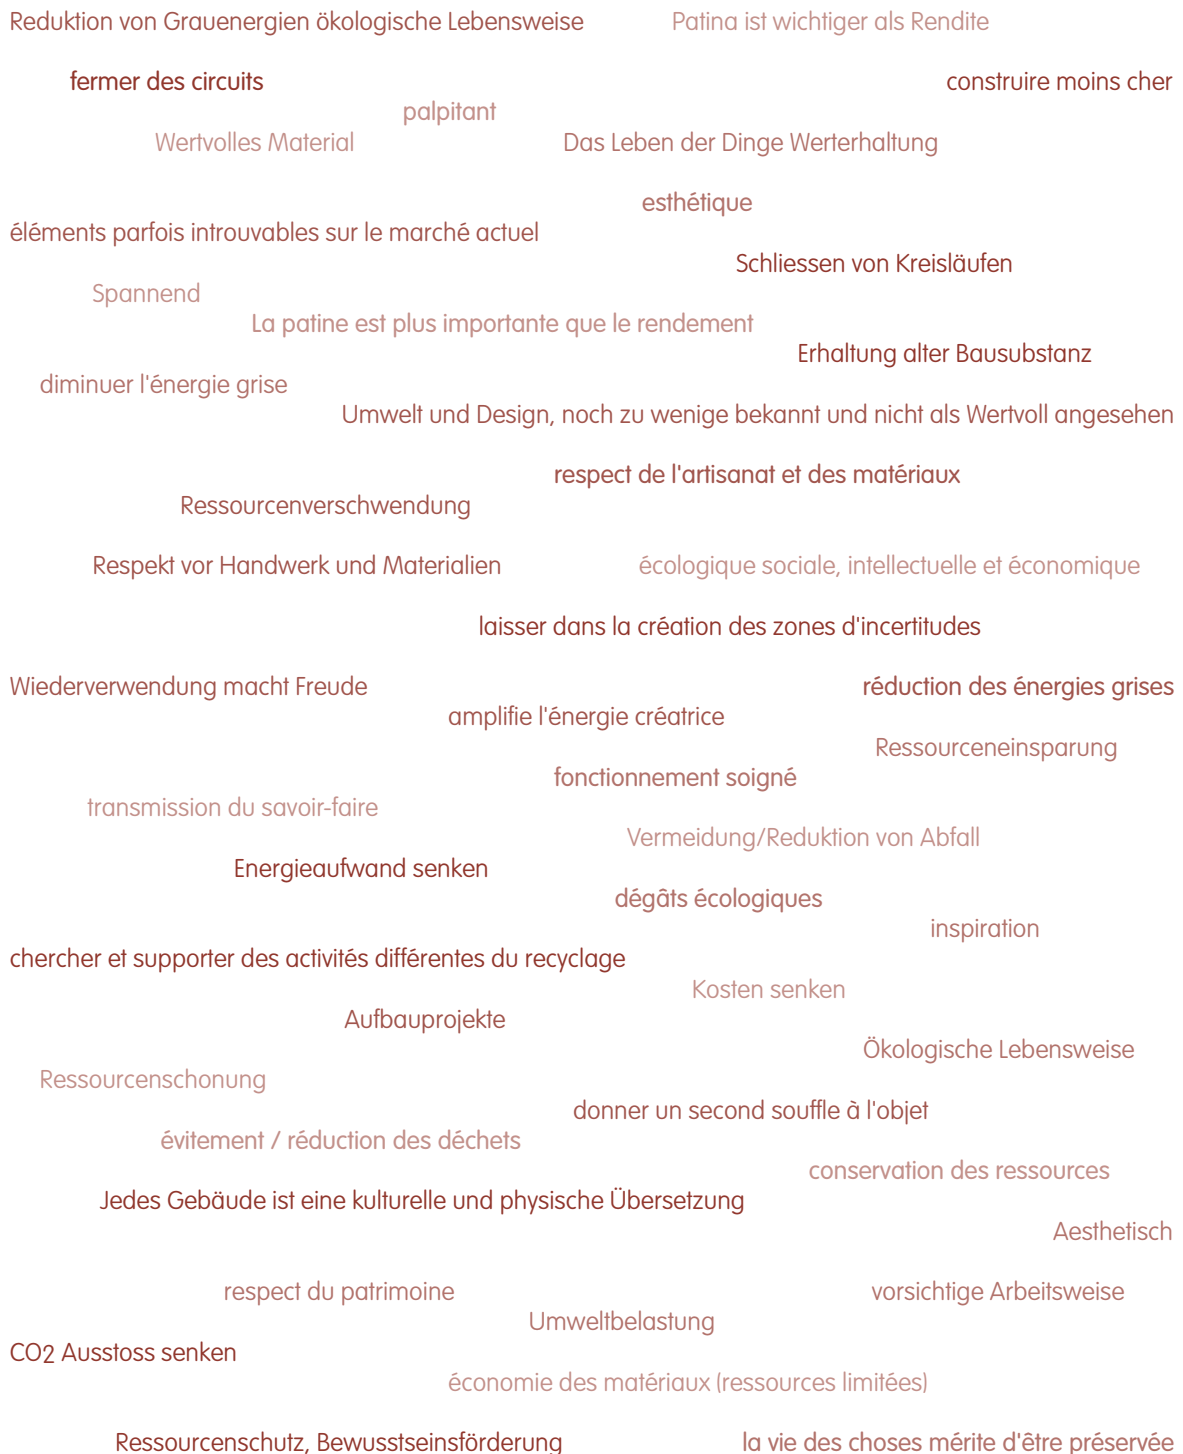 Reduktion von Grauenergien ökologische Lebensweise
Patina ist wichtiger als Rendite
fermer des circuits
construire moins cher
palpitant
Wertvolles Material
Das Leben der Dinge Werterhaltung
esthétique
éléments parfois introuvables sur le marché actuel
Schliessen von Kreisläufen
Spannend
La patine est plus importante que le rendement
Erhaltung alter Bausubstanz
diminuer l'énergie grise
Umwelt und Design, noch zu wenige bekannt und nicht als Wertvoll angesehen
respect de l'artisanat et des matériaux
Ressourcenverschwendung
Respekt vor Handwerk und Materialien
écologique sociale, intellectuelle et économique
laisser dans la création des zones d'incertitudes
Wiederverwendung macht Freude
réduction des énergies grises
amplifie l'énergie créatrice
Ressourceneinsparung
fonctionnement soigné
transmission du savoir-faire
Vermeidung/Reduktion von Abfall
Energieaufwand senken
dégâts écologiques
inspiration
chercher et supporter des activités différentes du recyclage
Kosten senken
Aufbauprojekte
Ökologische Lebensweise
Ressourcenschonung
donner un second souffle à l'objet
évitement / réduction des déchets
conservation des ressources
Jedes Gebäude ist eine kulturelle und physische Übersetzung
Aesthetisch
respect du patrimoine
vorsichtige Arbeitsweise
Umweltbelastung
CO2 Ausstoss senken
économie des matériaux (ressources limitées)
Ressourcenschutz, Bewusstseinsförderung
la vie des choses mérite d'être préservée